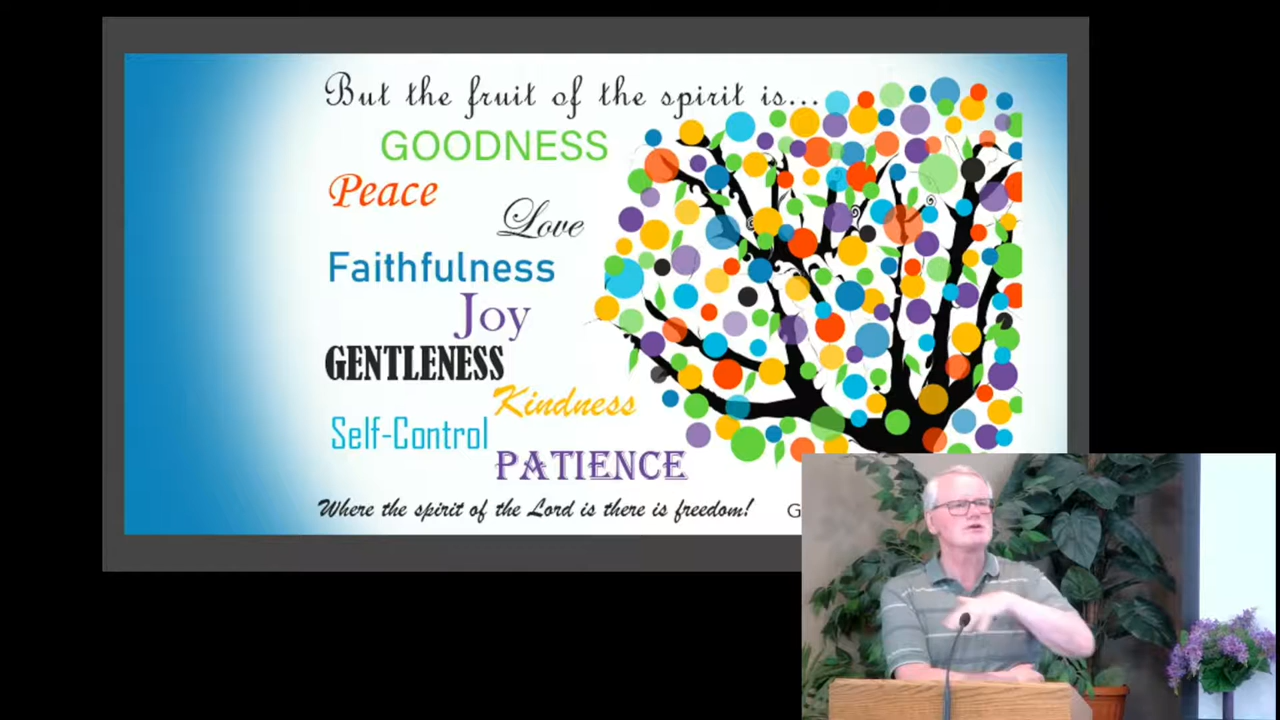 But the fruit of the spirit is...
GOODNESS
Peace
Love
Faithfulness
Joy
GENTLENESS
Kindness
Self-Control
PATIENCE
Where the spirit of the Lord is there is freedom!